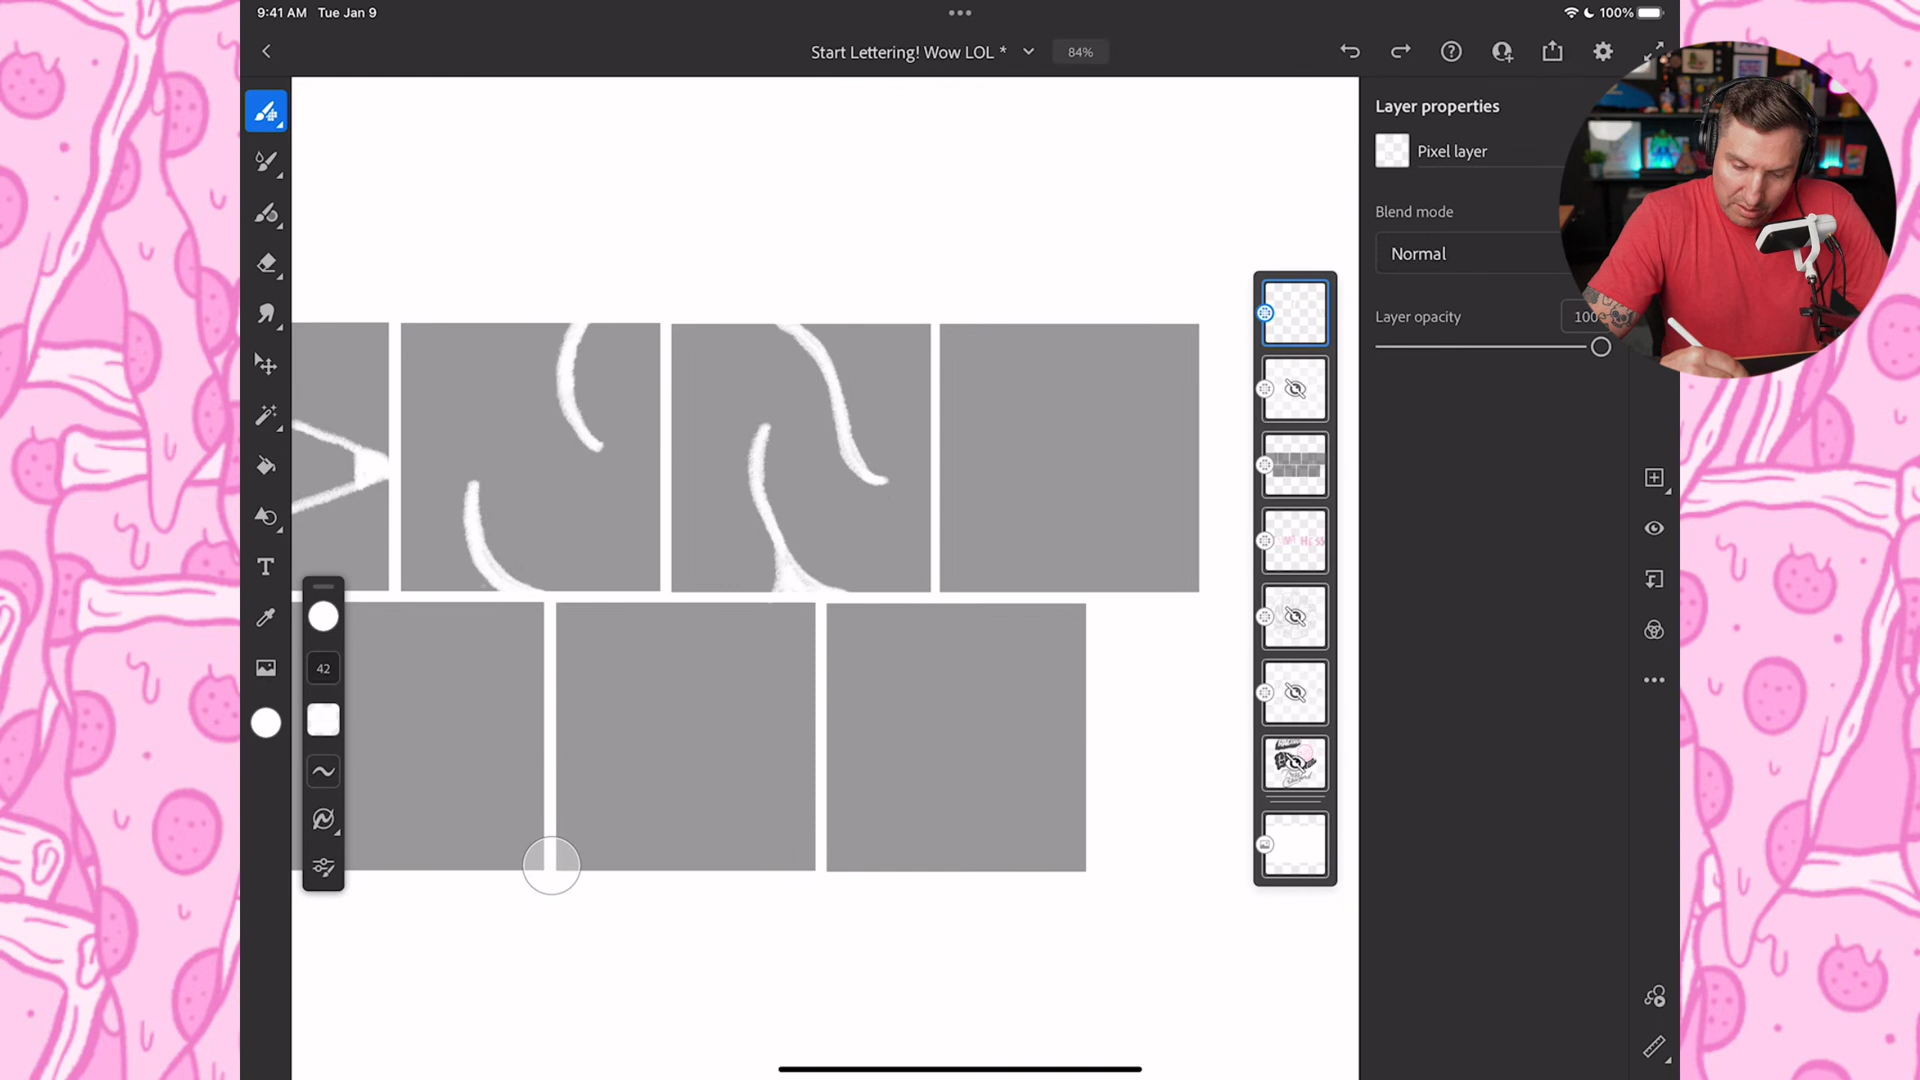 9:41 AM Tue Jan 9
100%
Start Lettering! Wow LOL *
84%
Layer properties
Pixel layer
Blend mode
Normal
Layer opacity
100
42